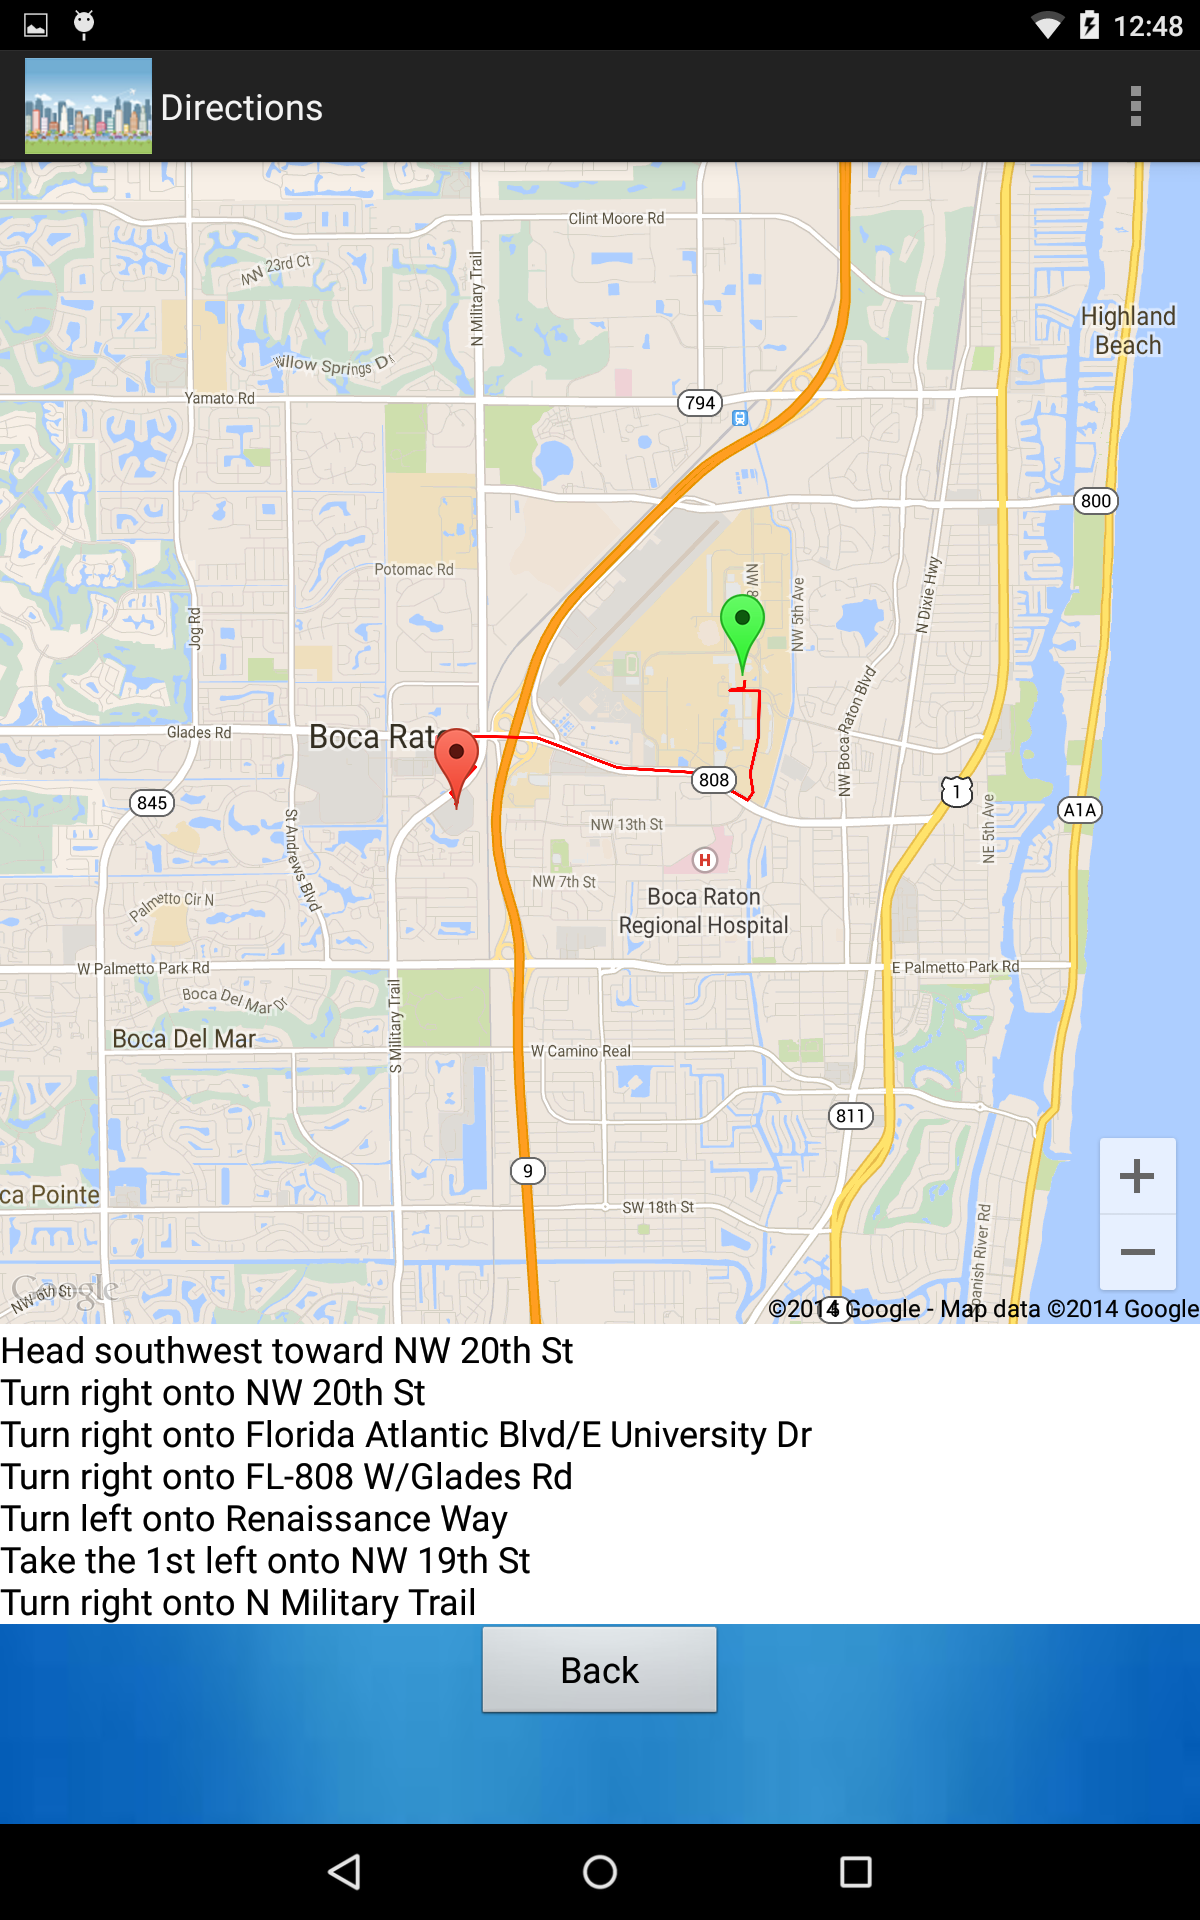 12:48
Directions
Clint Moore Rd
NW 23rd Ct
N Military Trail
Highland
Beach
Willow Springs Dr
Yamato Rd
794
800
Potomac Rd
NW 8
NW 5th Ave
N Dixie Hwy
Jog Rd
NW Boca Raton Blvd
Glades Rd
Boca Rato
808
1
845
A1A
St Andrews Blvd
NW 13th St
NE 5th Ave
H
NW 7th St
Boca Raton
Regional Hospital
Palmetto Cir N
W Palmetto Park Rd
E Palmetto Park Rd
Boca Del Mar Dr
S Military Trail
Boca Del Mar
W Camino Real
811
9
ca Pointe
SW 18th St
Spanish River Rd
Google
NW 6th St
©2014 Google - Map data ©2014 Google
Head southwest toward NW 20th St
Turn right onto NW 20th St
Turn right onto Florida Atlantic Blvd/E University Dr
Turn right onto FL-808 W/Glades Rd
Turn left onto Renaissance Way
Take the 1st left onto NW 19th St
Turn right onto N Military Trail
Back